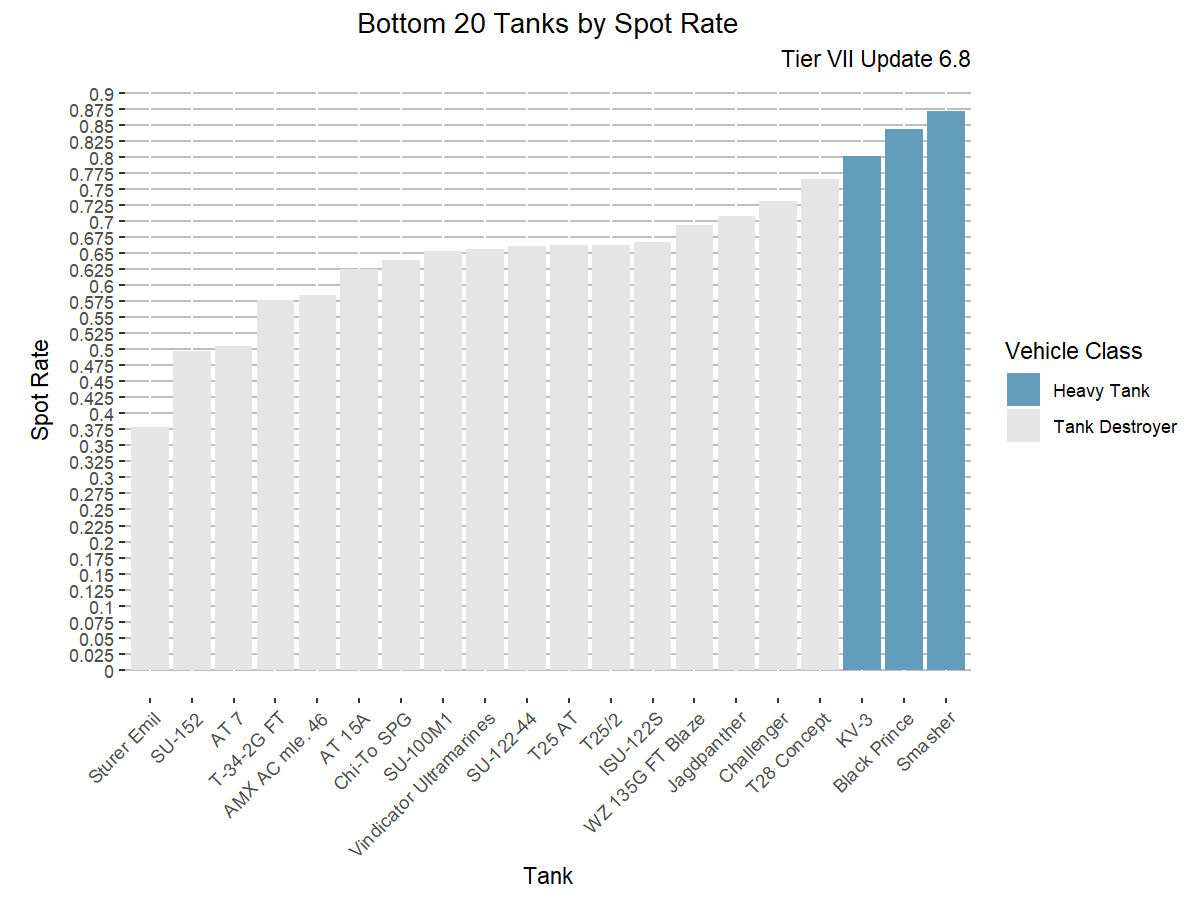 Bottom 20 Tanks by Spot Rate
Tier VII Update 6.8
0.9
0.875
0.85
0.825
0.8
0.775
0.75
0.725
0.7
0.675
0.65
0.625
0.6
0.575
0.55
0.525
0.5
0.475
0.45
0.425
0.4
0.375
0.35
0.325
0.3
0.275
0.25
0.225
0.2
0.175
0.15
0.125
0.1
0.075
0.05
0.025
0
Spot Rate
Sturer Emil
SU-152
AT 7
T-34-2G FT
AMX AC mle. 46
AT 15A
Chi-To SPG
SU-100M1
Vindicator Ultramarines
SU-122-44
T25 AT
T25/2
ISU-122S
WZ 135G FT Blaze
Jagdpanther
Challenger
T28 Concept
KV-3
Black Prince
Smasher
Tank
Vehicle Class
Heavy Tank
Tank Destroyer